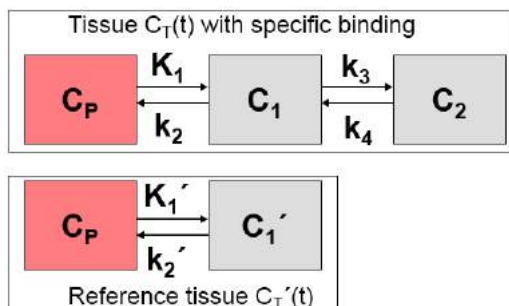 Tissue C_T(t) with specific binding
C_P K_1 k_2 C_1 k_3 k_4 C_2
C_P K_1´ k_2´ C_1´
Reference tissue C_T´(t)